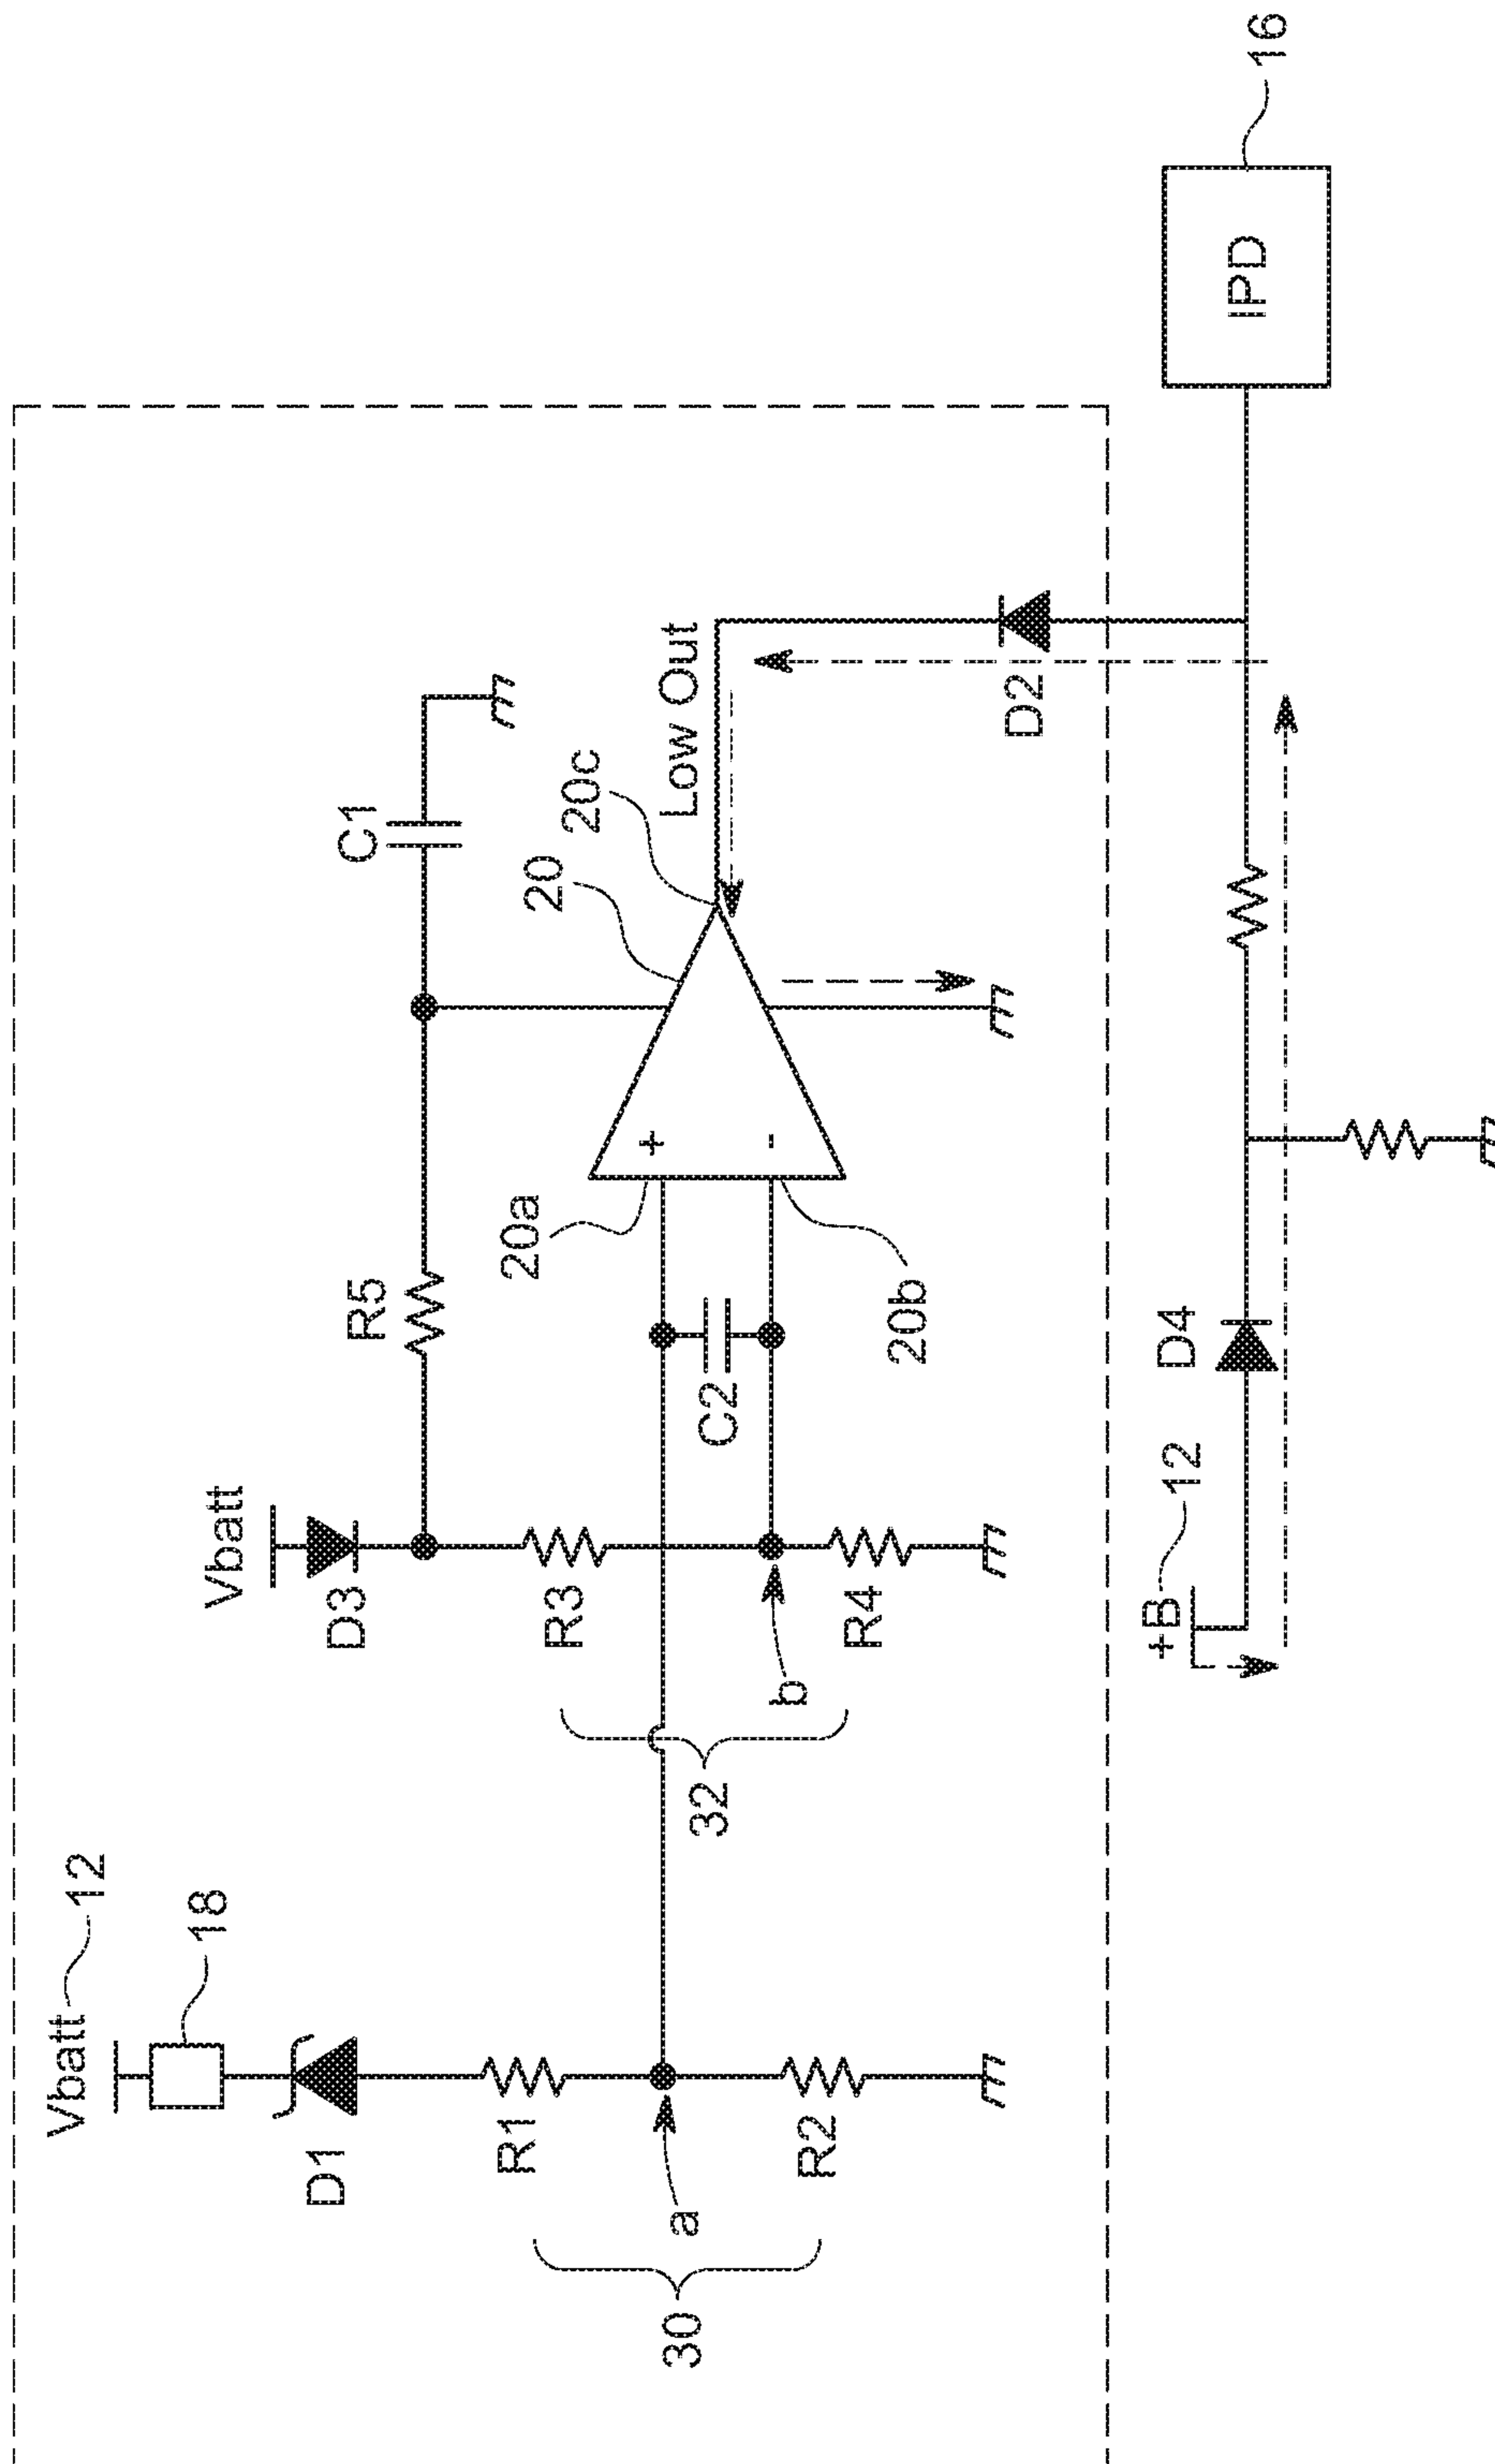 Vbatt
12
18
D1
R1
a
R2
30
Vbatt
D3
R3
b
R4
32
R5
C1
C2
20a
+
-
20b
20
20c
Low Out
D2
+B
12
D4
IPD
16